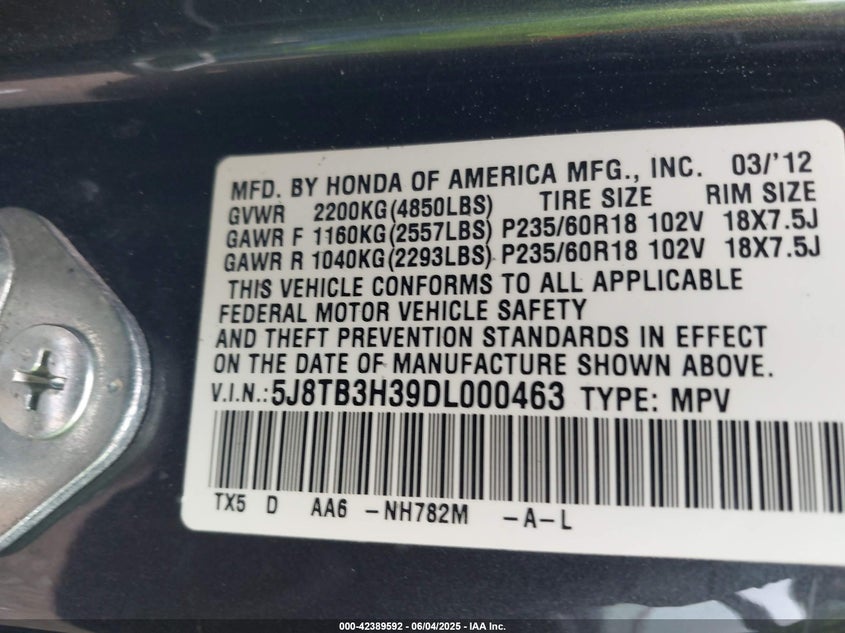 MFD. BY HONDA OF AMERICA MFG., INC. 03/'12
GVWR 2200KG(4850LBS) TIRE SIZE RIM SIZE
GAWR F 1160KG(2557LBS) P235/60R18 102V 18X7.5J
GAWR R 1040KG(2293LBS) P235/60R18 102V 18X7.5J
THIS VEHICLE CONFORMS TO ALL APPLICABLE
FEDERAL MOTOR VEHICLE SAFETY
AND THEFT PREVENTION STANDARDS IN EFFECT
ON THE DATE OF MANUFACTURE SHOWN ABOVE.
V.I.N.:5J8TB3H39DL000463 TYPE: MPV
TX5 D AA6 -NH782M -A-L
000-42389592 - 06/04/2025 - IAA Inc.